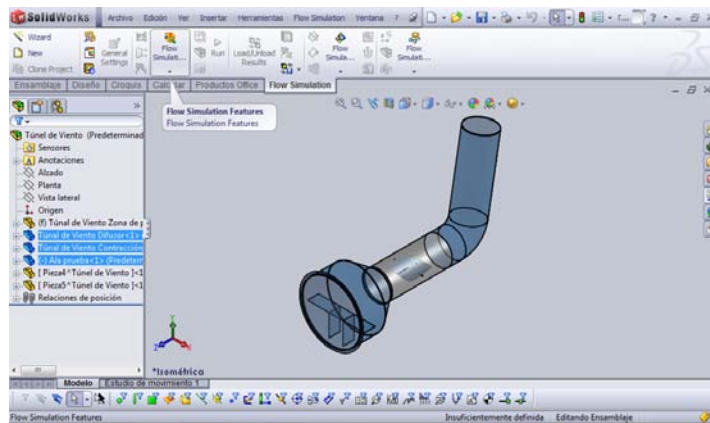 SolidWorks Archivo Edición Ver Insertar Herramientas Flow Simulation Ventana ?
Wizard
New
Clone Project
General
Settings
Flow
Simulati...
Run
Load/Unload
Results
Flow
Simula...
Flow
Simulati...
Ensamblaje Diseño Croquis Calcular Productos Office Flow Simulation
Flow Simulation Features
Flow Simulation Features
Túnel de Viento (Predeterminad
Sensores
Anotaciones
Alzado
Planta
Vista lateral
Origen
(f) Túnel de Viento Zona de p
Túnal de Viento Difusor<1>
Túnal de Viento Contracción
(-) Ala prueba<1> (Predeterm
[ Pieza4^Túnel de Viento ]<1
[ Pieza5^Túnel de Viento ]<1
Relaciones de posición
*Isométrica
Modelo Estudio de movimiento 1
Flow Simulation Features Insuficientemente definida Editando Ensamblaje